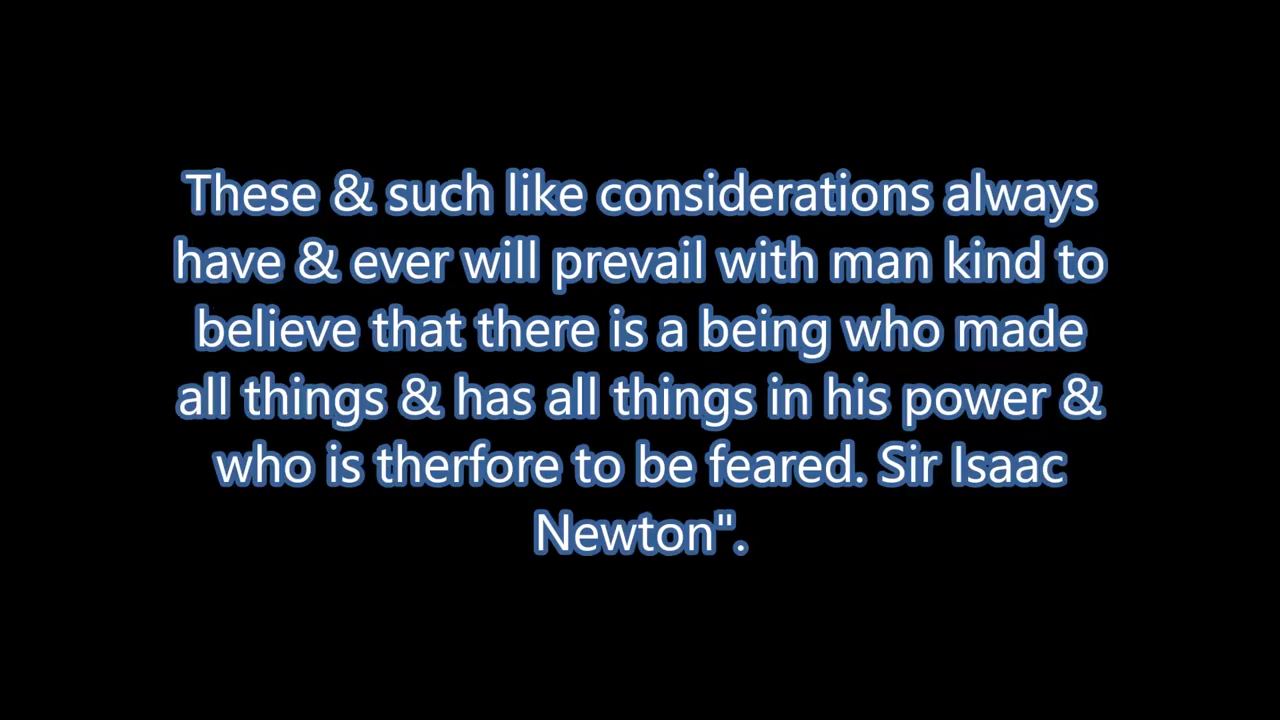 These & such like considerations always
have & ever will prevail with man kind to
believe that there is a being who made
all things & has all things in his power &
who is therfore to be feared. Sir Isaac
Newton".